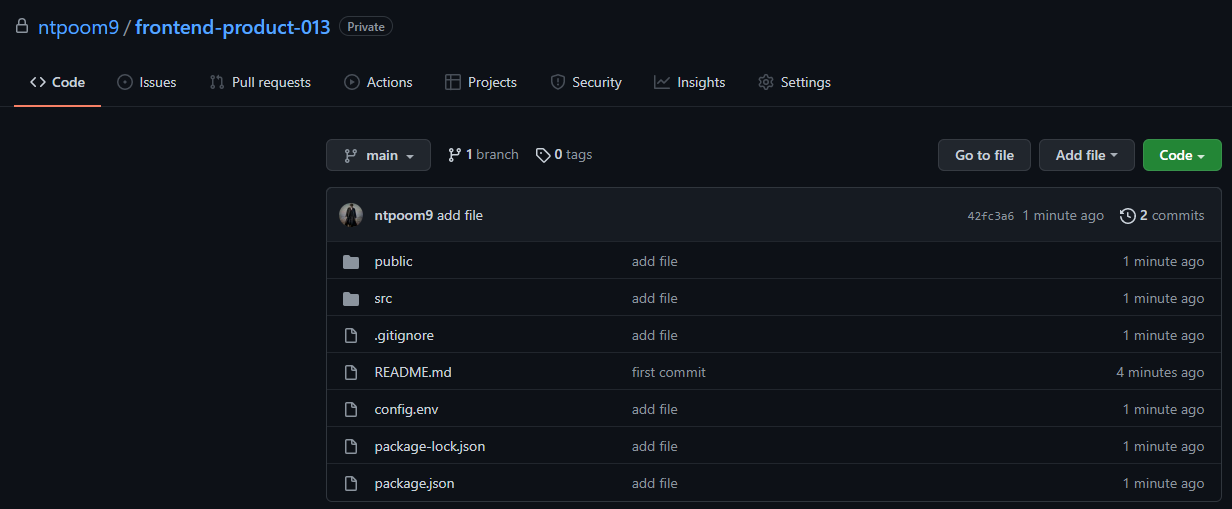 ntpoom9 / frontend-product-013 Private
Code Issues Pull requests Actions Projects Security Insights Settings
main 1 branch 0 tags Go to file Add file Code
ntpoom9 add file 42fc3a6 1 minute ago 2 commits
public add file 1 minute ago
src add file 1 minute ago
.gitignore add file 1 minute ago
README.md first commit 4 minutes ago
config.env add file 1 minute ago
package-lock.json add file 1 minute ago
package.json add file 1 minute ago